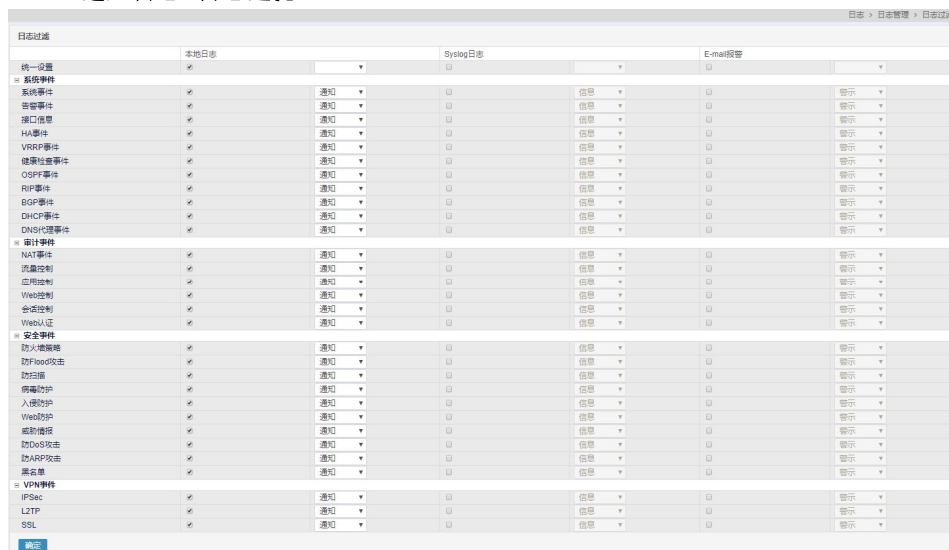 日志 > 日志管理 > 日志过滤
日志过滤
本地日志 Syslog日志 E-mail报警
统一设置
系统事件
系统事件 通知 信息 警示
告警事件 通知 信息 警示
接口信息 通知 信息 警示
HA事件 通知 信息 警示
VRRP事件 通知 信息 警示
健康检查事件 通知 信息 警示
OSPF事件 通知 信息 警示
RIP事件 通知 信息 警示
BGP事件 通知 信息 警示
DHCP事件 通知 信息 警示
DNS代理事件 通知 信息 警示
审计事件
NAT事件 通知 信息 警示
流量控制 通知 信息 警示
应用控制 通知 信息 警示
Web控制 通知 信息 警示
会话控制 通知 信息 警示
Web认证 通知 信息 警示
安全事件
防火墙策略 通知 信息 警示
防Flood攻击 通知 信息 警示
防扫描 通知 信息 警示
病毒防护 通知 信息 警示
入侵防护 通知 信息 警示
Web防护 通知 信息 警示
威胁情报 通知 信息 警示
防DoS攻击 通知 信息 警示
防ARP攻击 通知 信息 警示
黑名单 通知 信息 警示
VPN事件
IPSec 通知 信息 警示
L2TP 通知 信息 警示
SSL 通知 信息 警示
确定